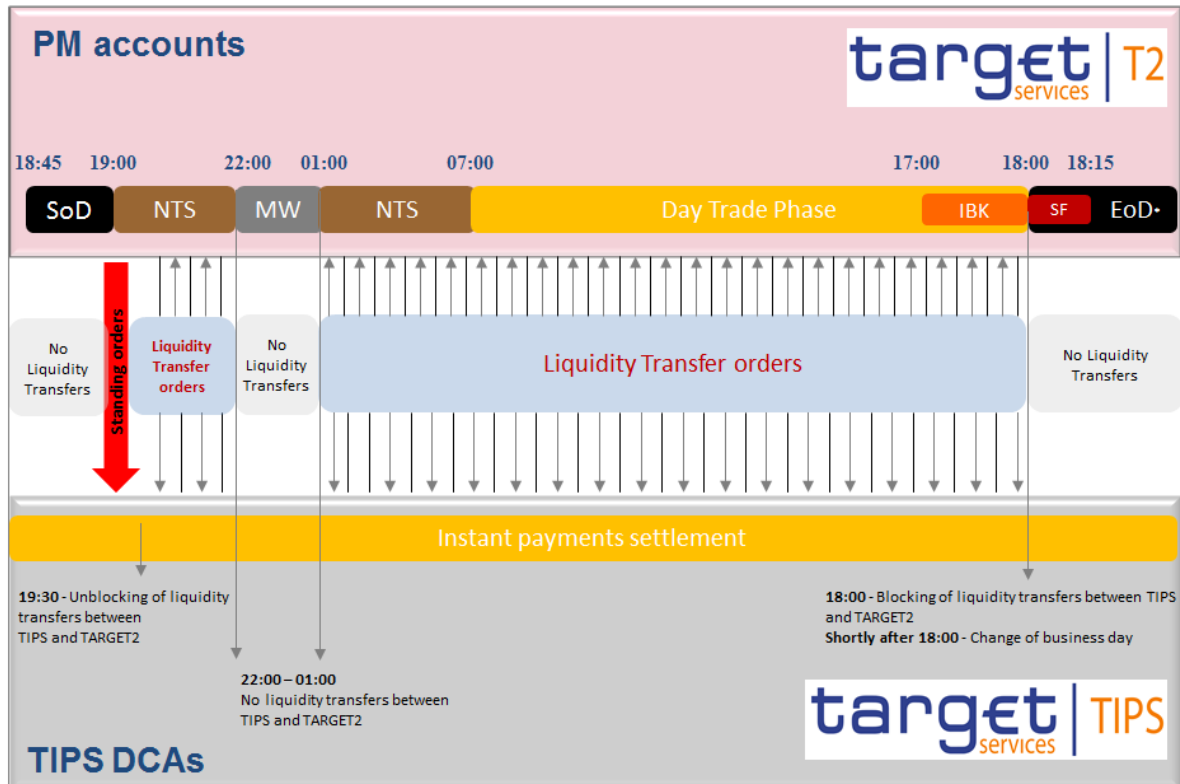 PM accounts
target
services
T2
18:45 19:00 22:00 01:00 07:00 17:00 18:00 18:15
SoD NTS MW NTS Day Trade Phase IBK SF EoD+
Standing orders
No
Liquidity
Transfers
Liquidity
Transfer
orders
No
Liquidity
Transfers
Liquidity Transfer orders
No Liquidity
Transfers
Instant payments settlement
19:30 - Unblocking of liquidity
transfers between
TIPS and TARGET2
22:00 – 01:00
No liquidity transfers between
TIPS and TARGET2
18:00 - Blocking of liquidity transfers between TIPS
and TARGET2
Shortly after 18:00 - Change of business day
target
services
TIPS
TIPS DCAs